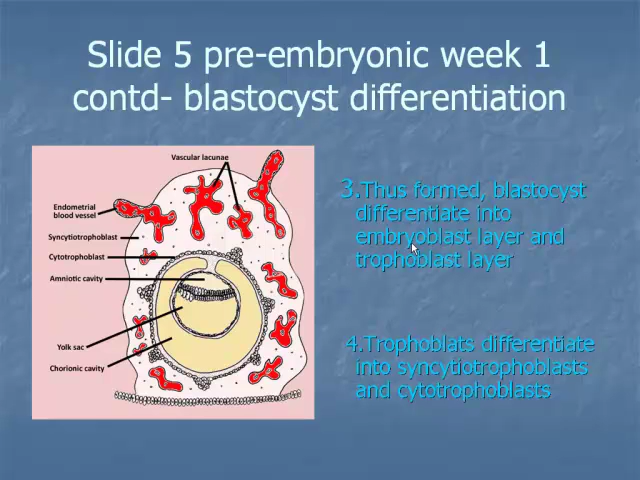 Slide 5 pre-embryonic week 1
contd- blastocyst differentiation
Vascular lacunae
Endometrial
blood vessel
Syncytiotrophoblast
Cytotrophoblast
Amniotic cavity
Yolk sac
Chorionic cavity
3.Thus formed, blastocyst
differentiate into
embryoblast layer and
trophoblast layer
4.Trophoblats differentiate
into syncytiotrophoblasts
and cytotrophoblasts